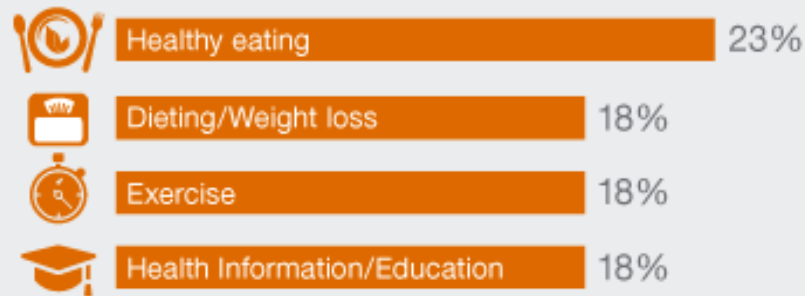 Healthy eating 23%
Dieting/Weight loss 18%
Exercise 18%
Health Information/Education 18%